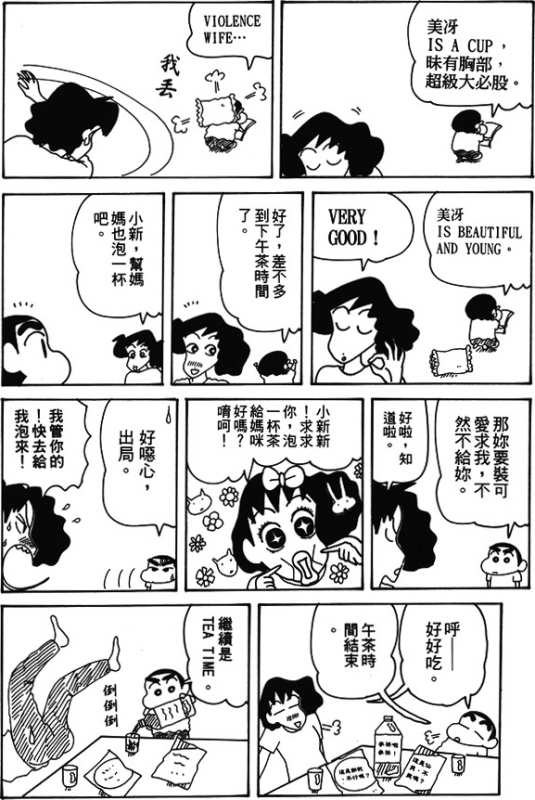 美冴
IS A CUP，
昧有胸部，
超級大必股。
VIOLENCE
WIFE⋯
我丟
美冴
IS BEAUTIFUL
AND YOUNG。
VERY
GOOD！
好了，差不多
到下午茶時間
了。
小新，幫媽
媽也泡一杯
吧。
那妳要裝可
愛求我，不
然不給妳。
好啦，知
道啦。
小新新
！求求
你，泡
一杯茶
給媽咪
好嗎？
唷呵！
好噁心，
出局。
我管你的
！快去給
我泡來！
呼——
好好吃。
午茶時
間結束
。
繼續是
TEA TIME。
倒倒倒